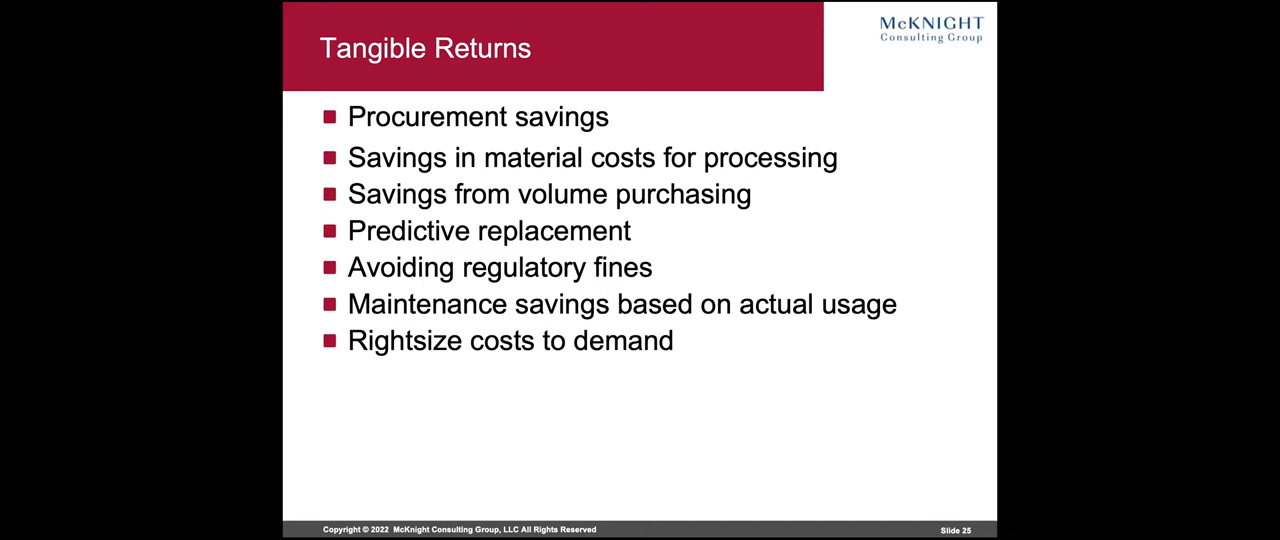 Tangible Returns
McKNIGHT
Consulting Group
Procurement savings
Savings in material costs for processing
Savings from volume purchasing
Predictive replacement
Avoiding regulatory fines
Maintenance savings based on actual usage
Rightsize costs to demand
Copyright © 2022 McKnight Consulting Group, LLC All Rights Reserved
Slide 25